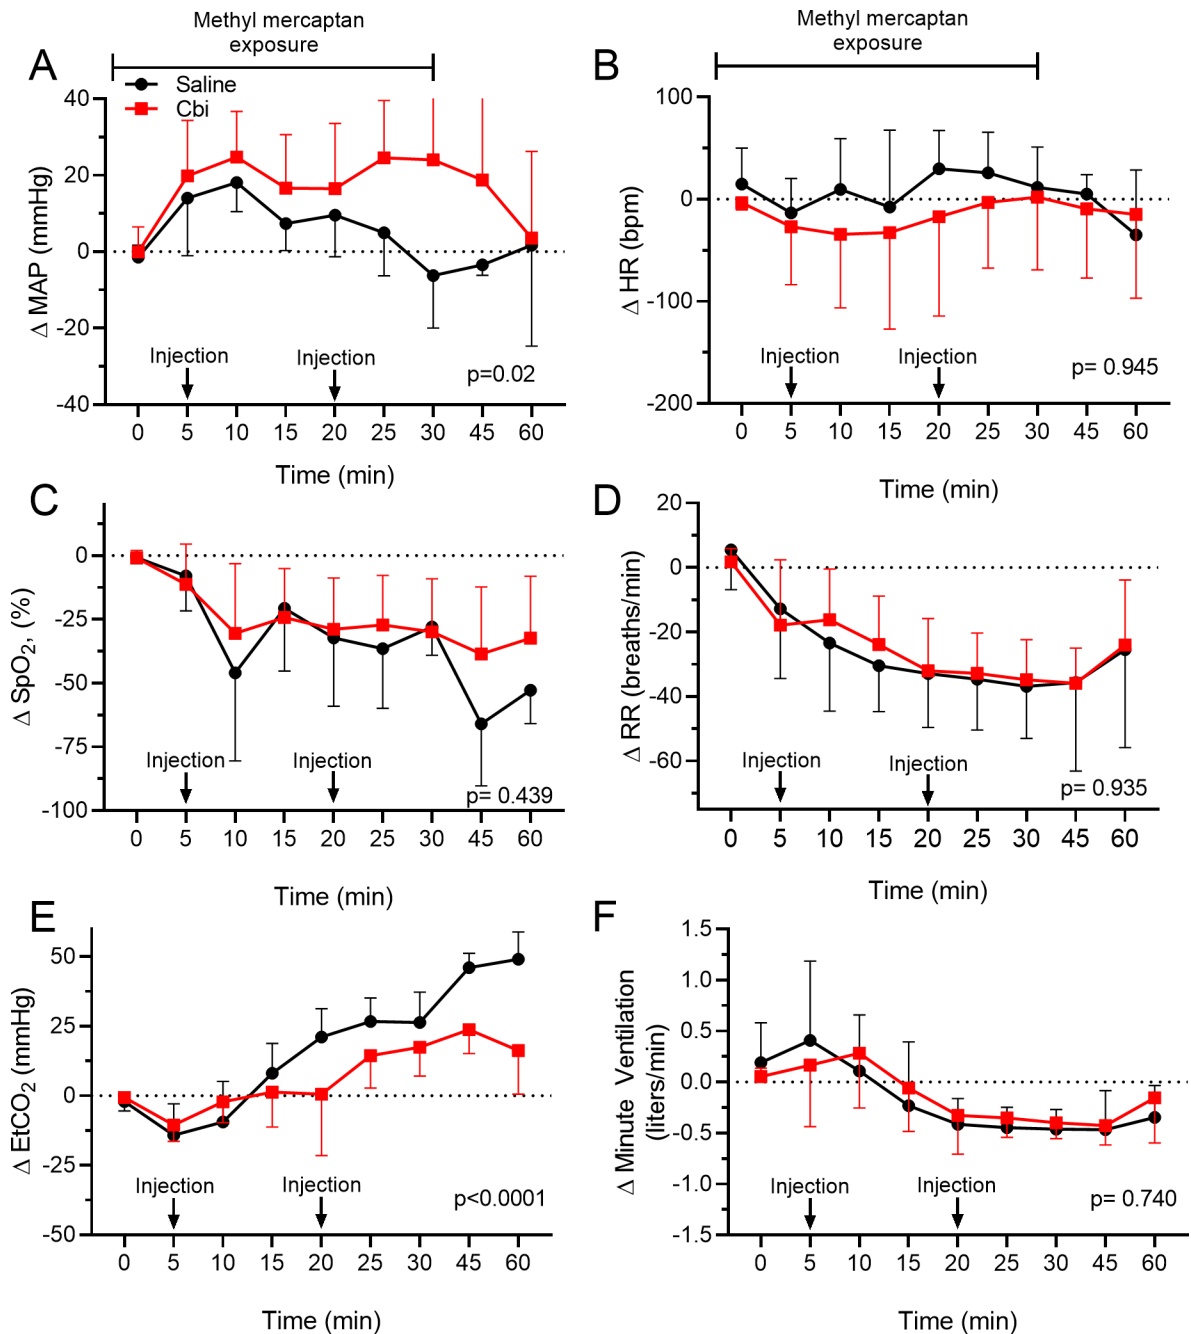 Methyl mercaptan
exposure
A
Saline
Cbi
40
20
0
-20
-40
Δ MAP (mmHg)
Injection
Injection
p=0.02
0 5 10 15 20 25 30 45 60
Time (min)
Methyl mercaptan
exposure
B
100
0
-100
-200
Δ HR (bpm)
Injection
Injection
p= 0.945
0 5 10 15 20 25 30 45 60
Time (min)
C
0
-25
-50
-75
-100
Δ SpO₂, (%)
Injection
Injection
p= 0.439
0 5 10 15 20 25 30 45 60
Time (min)
D
20
0
-20
-40
-60
Δ RR (breaths/min)
Injection
Injection
p= 0.935
0 5 10 15 20 25 30 45 60
Time (min)
E
50
25
0
-25
-50
Δ EtCO₂ (mmHg)
Injection
Injection
p<0.0001
0 5 10 15 20 25 30 45 60
Time (min)
F
1.5
1.0
0.5
0.0
-0.5
-1.0
-1.5
Δ Minute Ventilation
(liters/min)
Injection
Injection
p= 0.740
0 5 10 15 20 25 30 45 60
Time (min)